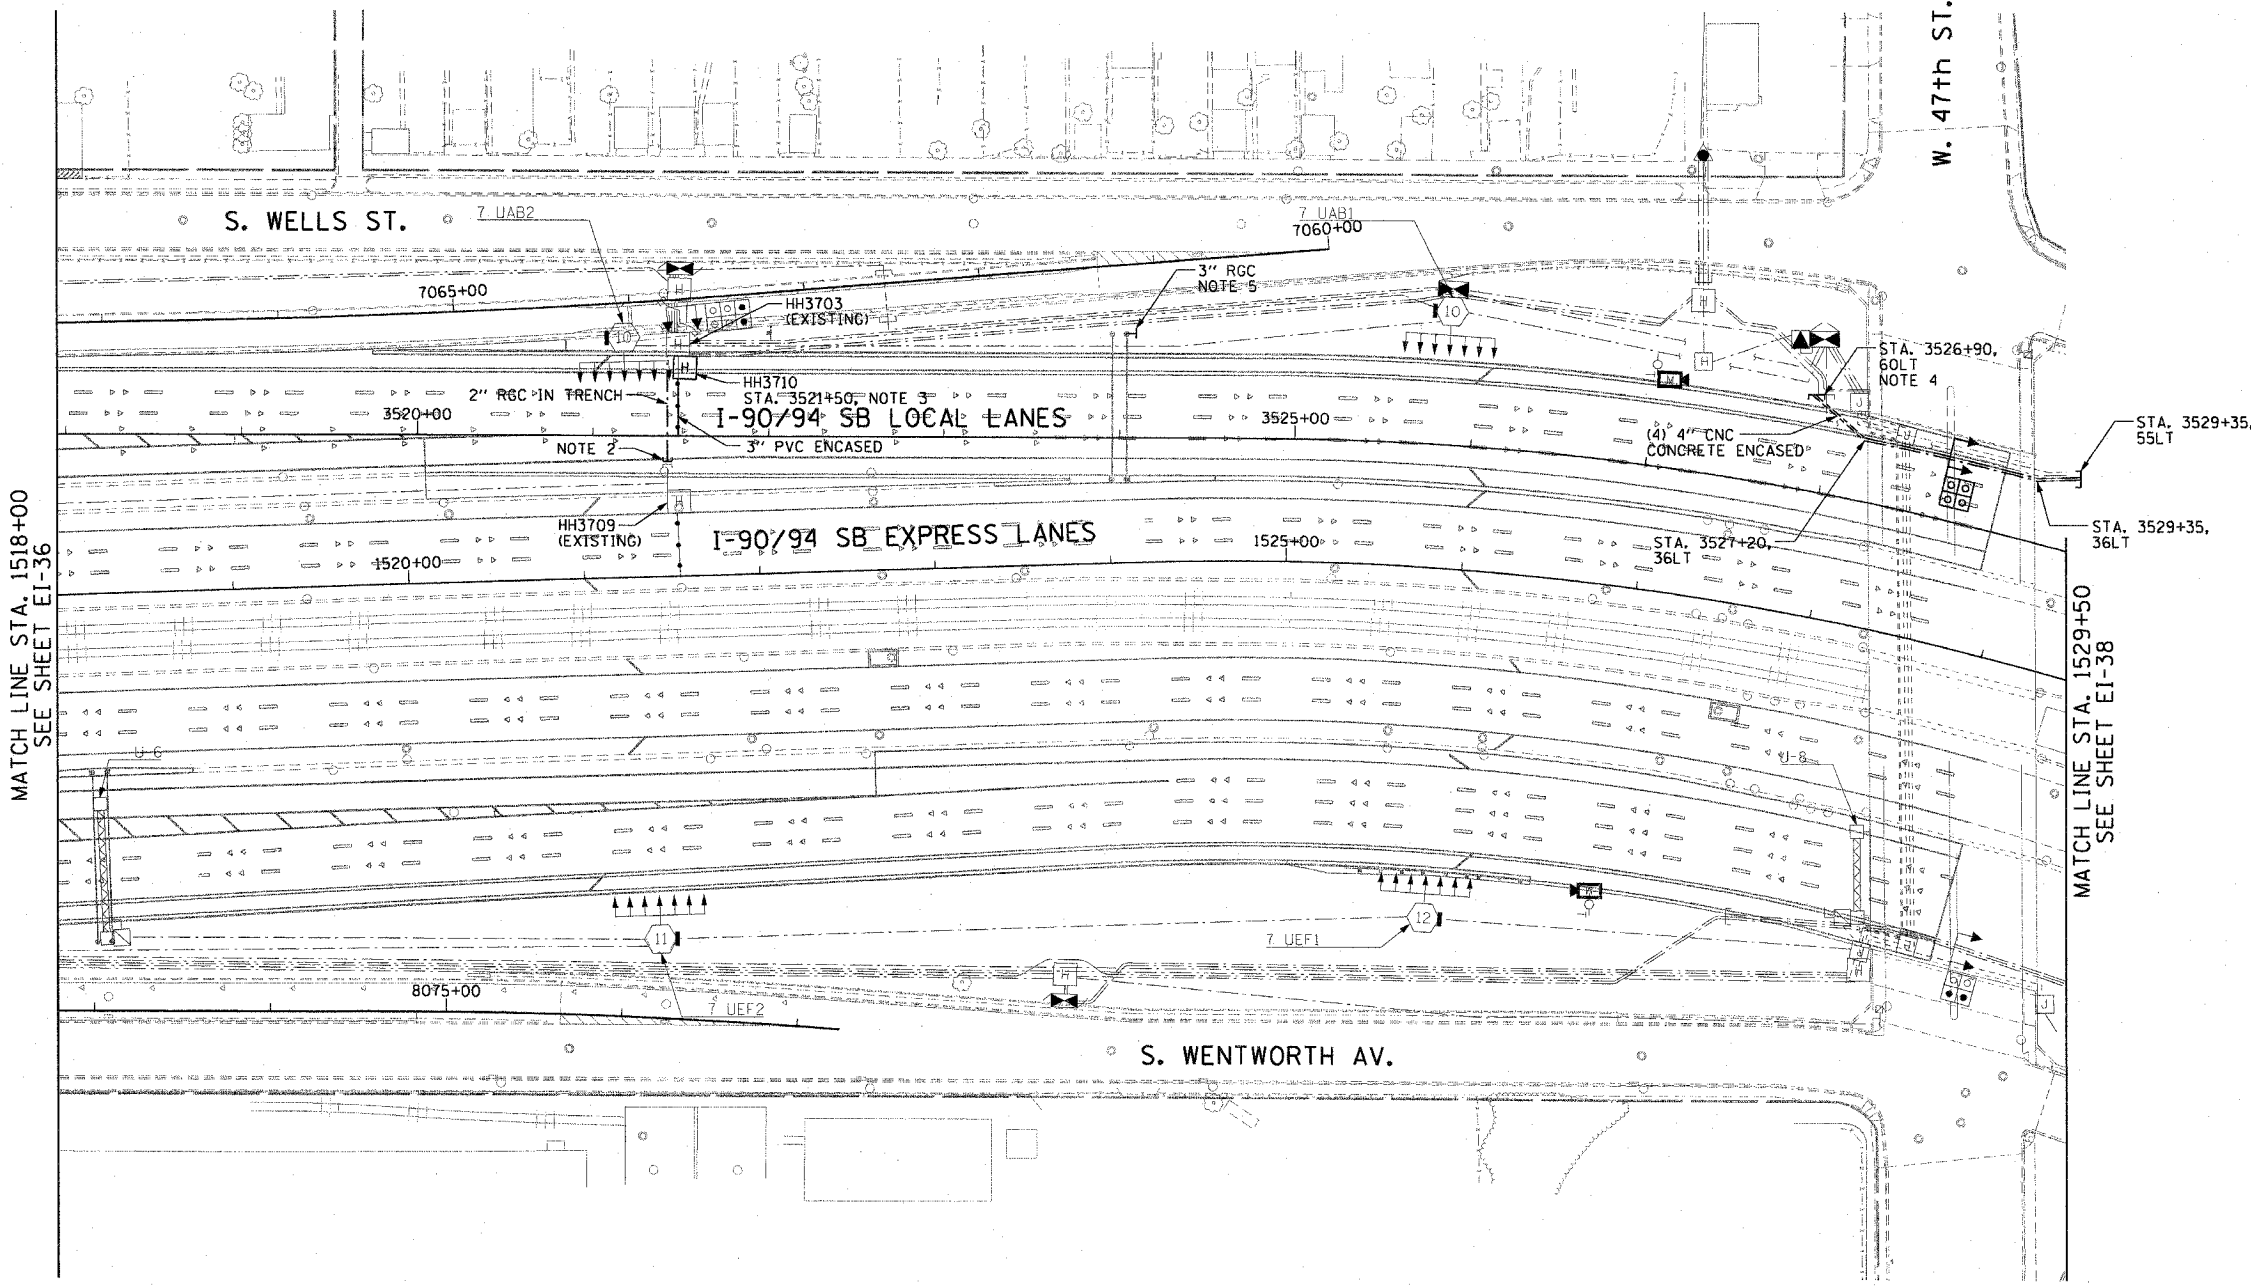 W. 47th ST.
S. WELLS ST.
7 UAB2
7 UAB1
7060+00
7065+00
3" RGC
NOTE 5
HH3703
(EXISTING)
10
10
H
H
H
H
H
STA. 3526+90,
60LT
NOTE 4
HH3710
STA. 3521+50, NOTE 3
2" RGC IN TRENCH
3520+00
I-90/94 SB LOCAL LANES
3525+00
J
(4) 4" CNC
CONCRETE ENCASED
STA. 3529+35,
55LT
NOTE 2
3" PVC ENCASED
H
HH3709
(EXISTING)
I-90/94 SB EXPRESS LANES
1520+00
1525+00
STA. 3527+20,
36LT
STA. 3529+35,
36LT
MATCH LINE STA. 1518+00
SEE SHEET EI-36
MATCH LINE STA. 1529+50
SEE SHEET EI-38
U-8
11
12
7 UEF1
7 UEF2
8075+00
H
J
S. WENTWORTH AV.